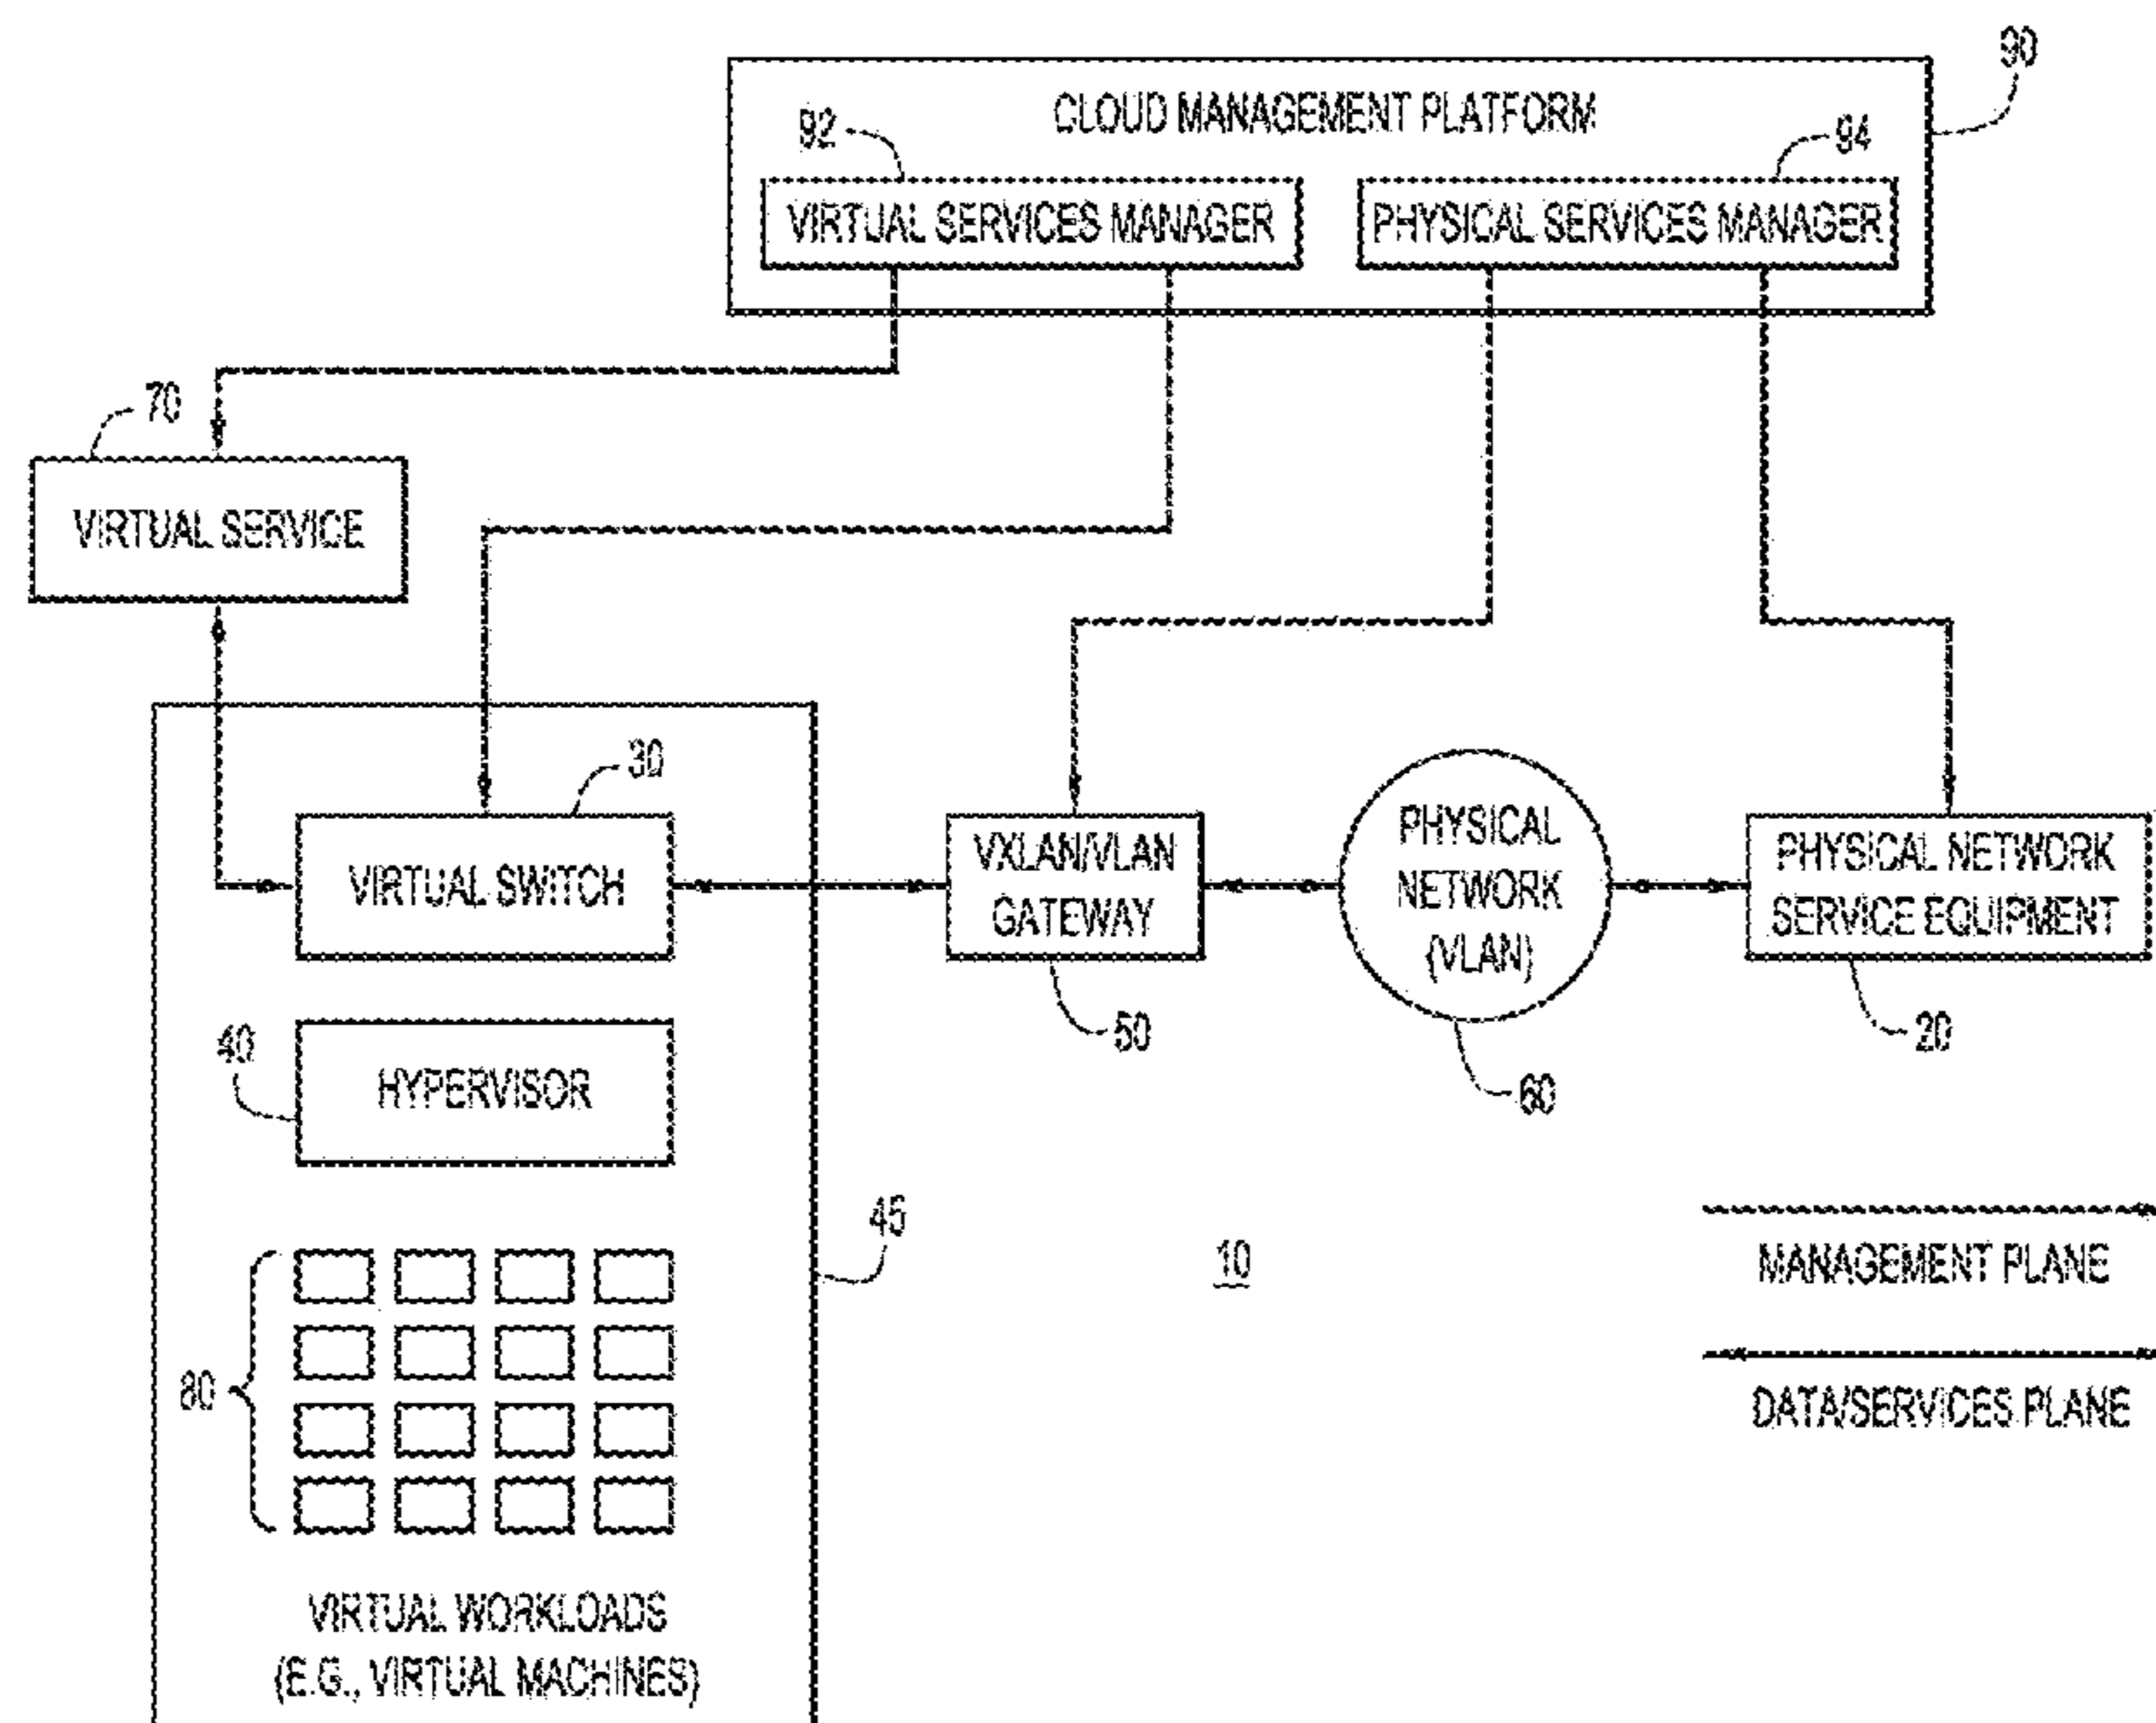 90
CLOUD MANAGEMENT PLATFORM
92
94
VIRTUAL SERVICES MANAGER
PHYSICAL SERVICES MANAGER
70
VIRTUAL SERVICE
30
VIRTUAL SWITCH
VXLAN/VLAN
GATEWAY
PHYSICAL
NETWORK
(VLAN)
PHYSICAL NETWORK
SERVICE EQUIPMENT
50
60
20
40
HYPERVISOR
45
10
MANAGEMENT PLANE
DATA/SERVICES PLANE
80
VIRTUAL WORKLOADS
(E.G., VIRTUAL MACHINES)